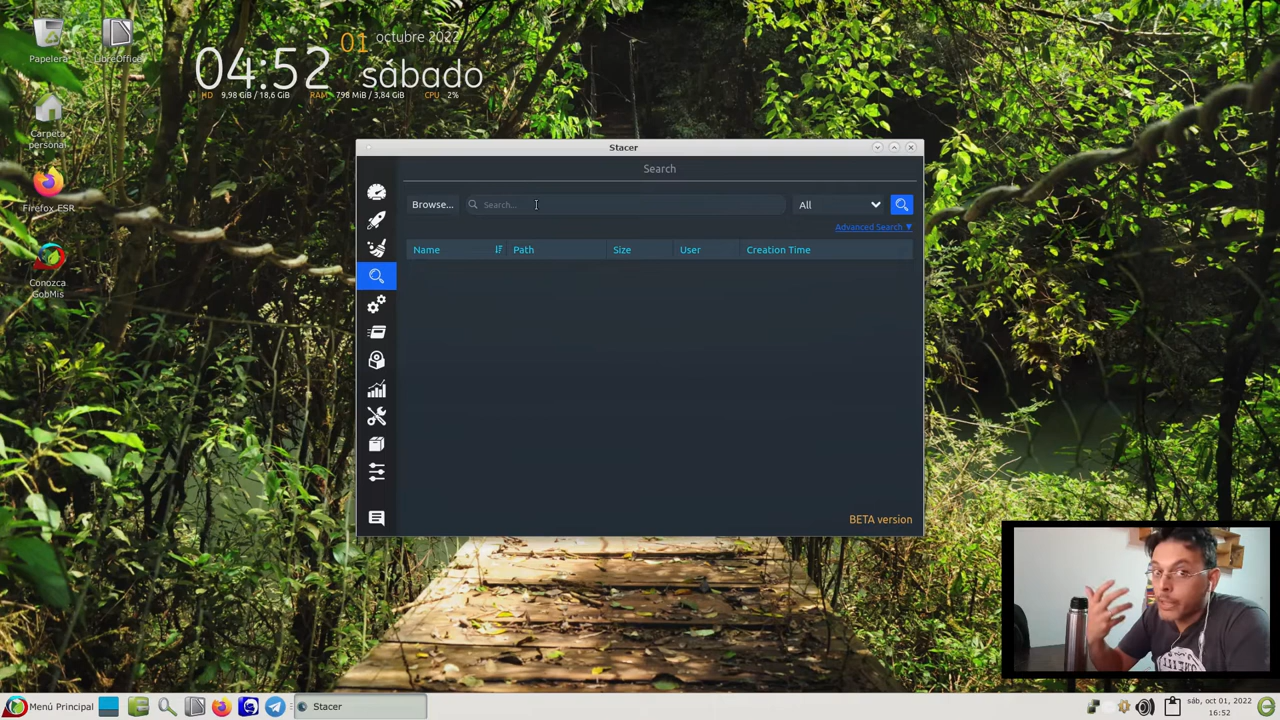 Papelera
LibreOffice
Carpeta
personal
Firefox ESR
Conozca
GobMis
01 octubre 2022
04:52 sábado
HD 9,98 GiB / 18,6 GiB RAM 798 MiB / 3,84 GiB CPU 2%
Stacer
Search
Browse... Search... All
Advanced Search ▼
Name Path Size User Creation Time
BETA version
Menú Principal Stacer
sáb, oct 01, 2022
16:52